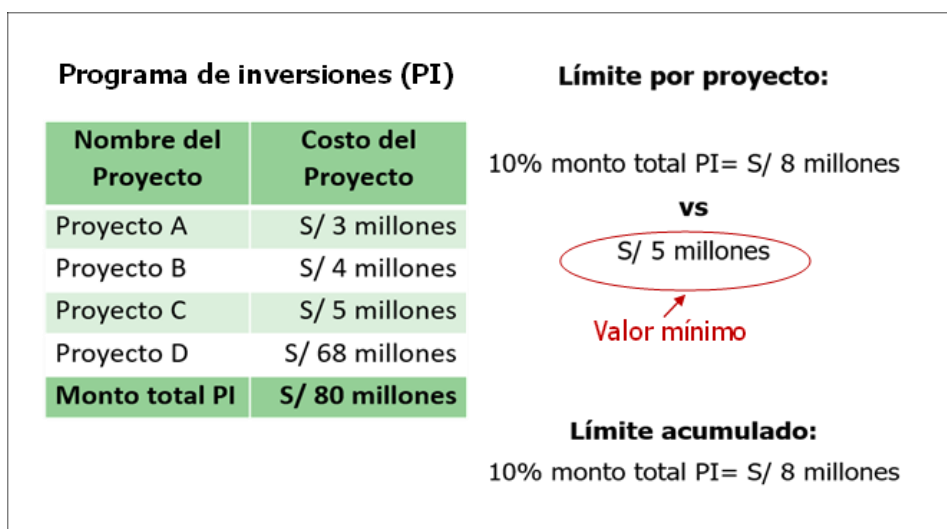 Programa de inversiones (PI)
Nombre del Proyecto
Costo del Proyecto
Proyecto A S/ 3 millones
Proyecto B S/ 4 millones
Proyecto C S/ 5 millones
Proyecto D S/ 68 millones
Monto total PI S/ 80 millones
Límite por proyecto:
10% monto total PI= S/ 8 millones
vs
S/ 5 millones
Valor mínimo
Límite acumulado:
10% monto total PI= S/ 8 millones